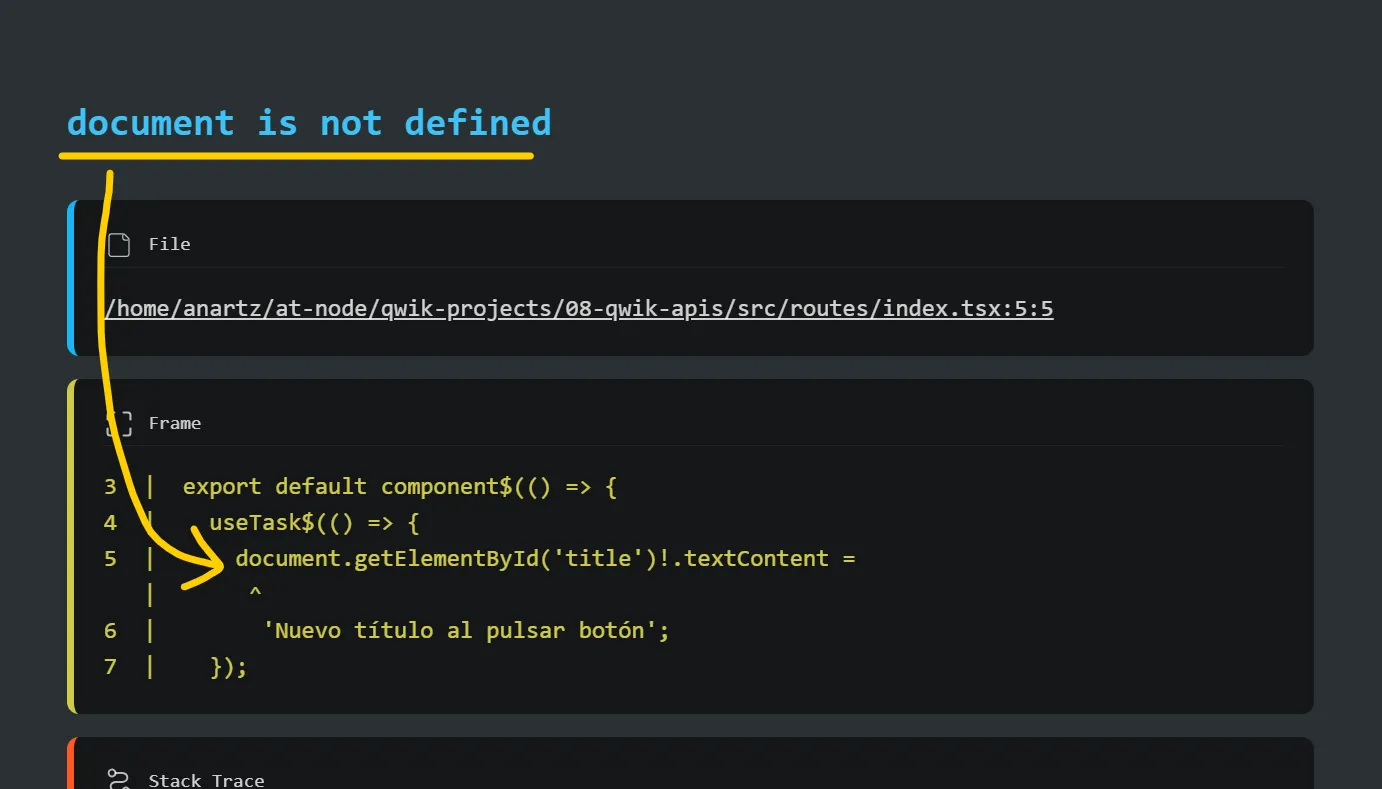 document is not defined
File
/home/anartz/at-node/qwik-projects/08-qwik-apis/src/routes/index.tsx:5:5
Frame
3 | export default component$(() => {
4 | useTask$(() => {
5 | document.getElementById('title')!.textContent =
| ^
6 | 'Nuevo título al pulsar botón';
7 | });
Stack Trace